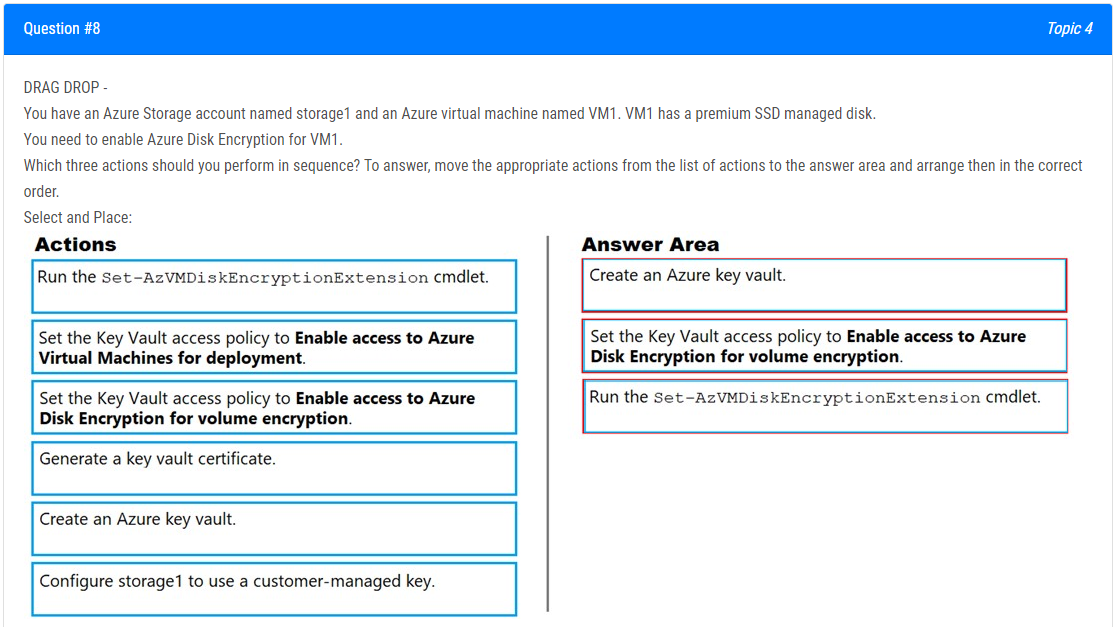 Question #8
Topic 4
DRAG DROP -
You have an Azure Storage account named storage1 and an Azure virtual machine named VM1. VM1 has a premium SSD managed disk.
You need to enable Azure Disk Encryption for VM1.
Which three actions should you perform in sequence? To answer, move the appropriate actions from the list of actions to the answer area and arrange then in the correct
order.
Select and Place:
Actions
Run the Set-AzVMDiskEncryptionExtension cmdlet.
Set the Key Vault access policy to Enable access to Azure
Virtual Machines for deployment.
Set the Key Vault access policy to Enable access to Azure
Disk Encryption for volume encryption.
Generate a key vault certificate.
Create an Azure key vault.
Configure storage1 to use a customer-managed key.
Answer Area
Create an Azure key vault.
Set the Key Vault access policy to Enable access to Azure
Disk Encryption for volume encryption.
Run the Set-AzVMDiskEncryptionExtension cmdlet.